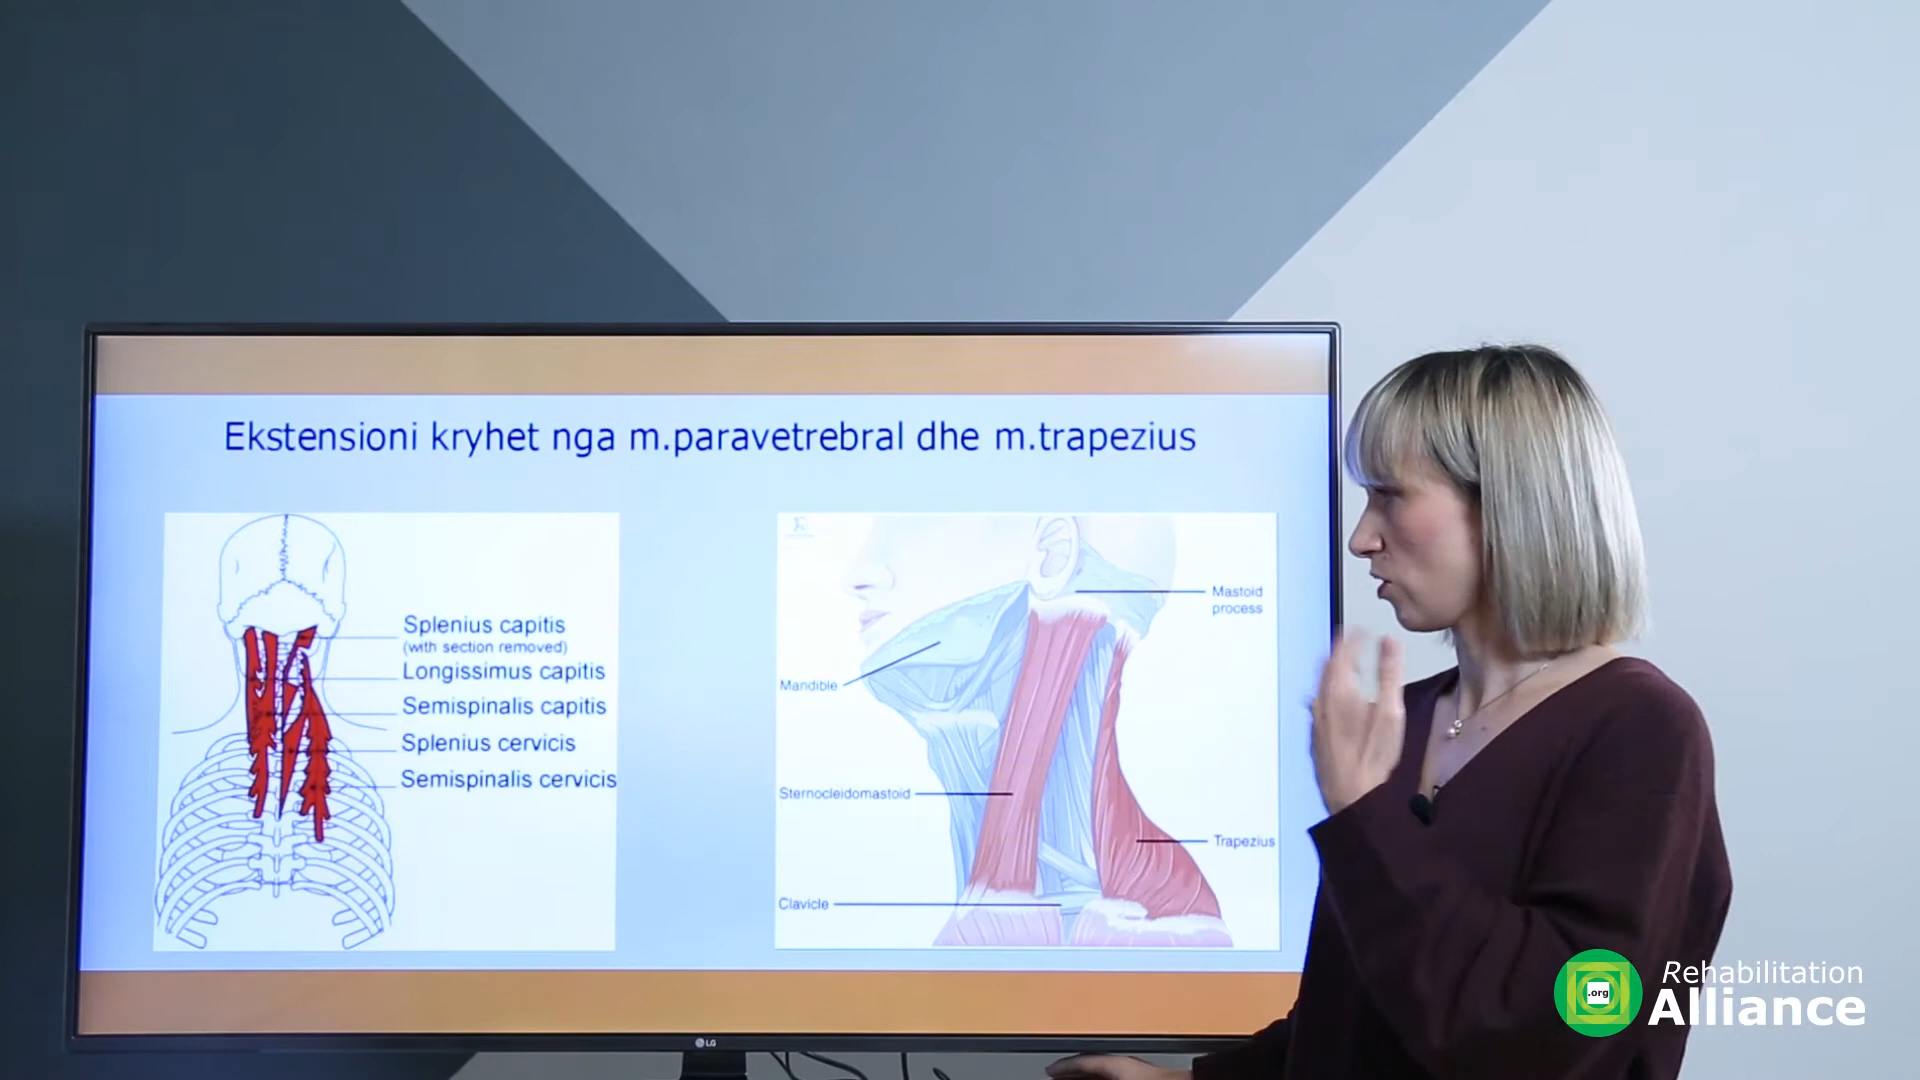 Ekstensioni kryhet nga m.paravetrebral dhe m.trapezius
Splenius capitis
(with section removed)
Longissimus capitis
Semispinalis capitis
Splenius cervicis
Semispinalis cervicis
Mastoid
process
Mandible
Sternocleidomastoid
Trapezius
Clavicle
LG
.org
Rehabilitation
Alliance